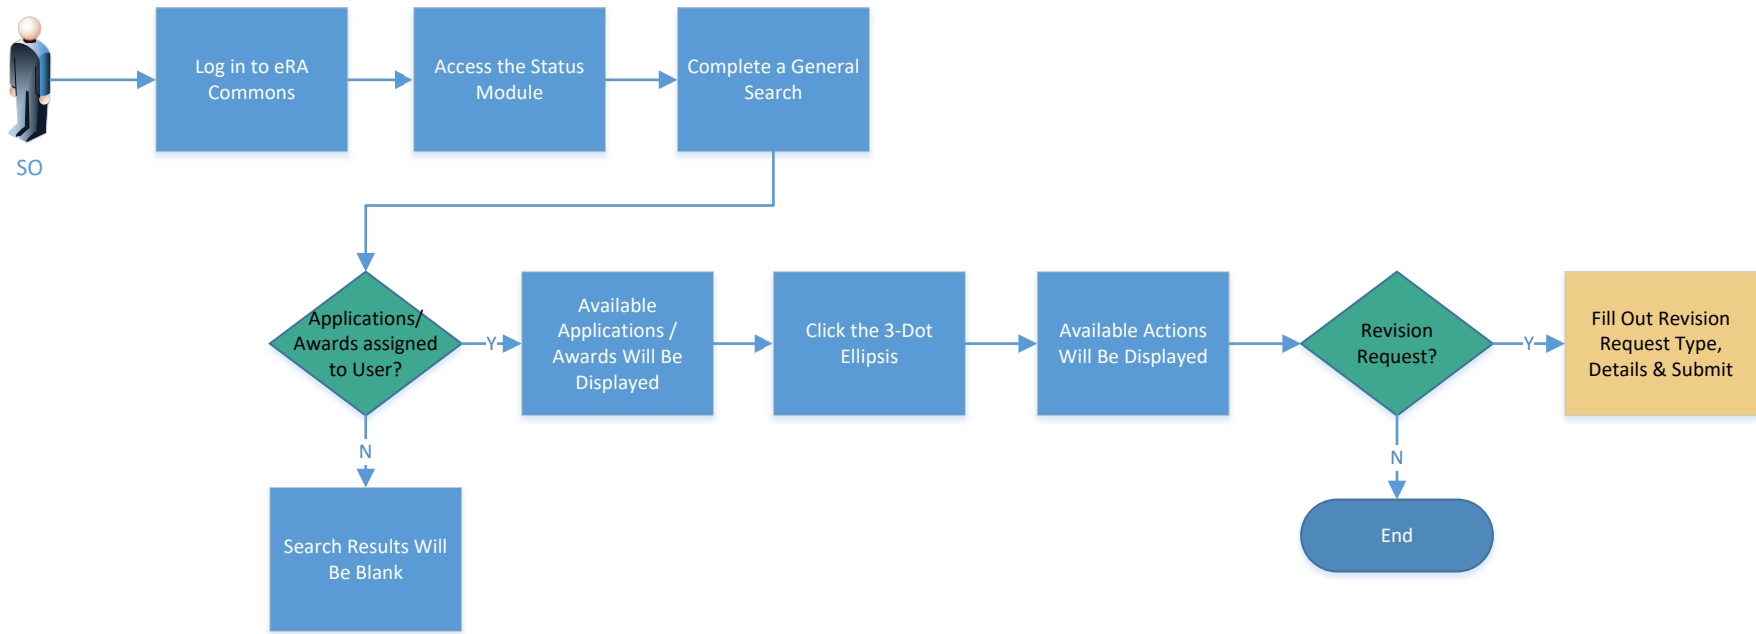 Log in to eRA
Commons
Access the Status
Module
Complete a General
Search
SO
Applications/
Awards assigned
to User?
Y
Available
Applications /
Awards Will Be
Displayed
Click the 3-Dot
Ellipsis
Available Actions
Will Be Displayed
Revision
Request?
Y
Fill Out Revision
Request Type,
Details & Submit
N
N
Search Results Will
Be Blank
End